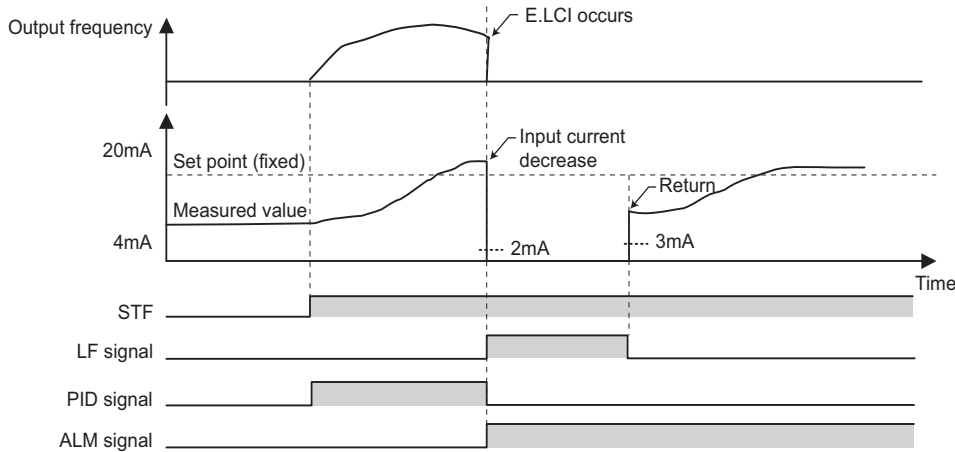 E.LCI occurs
Output frequency
20mA
Input current
decrease
Set point (fixed)
Return
Measured value
4mA
2mA
3mA
Time
STF
LF signal
PID signal
ALM signal